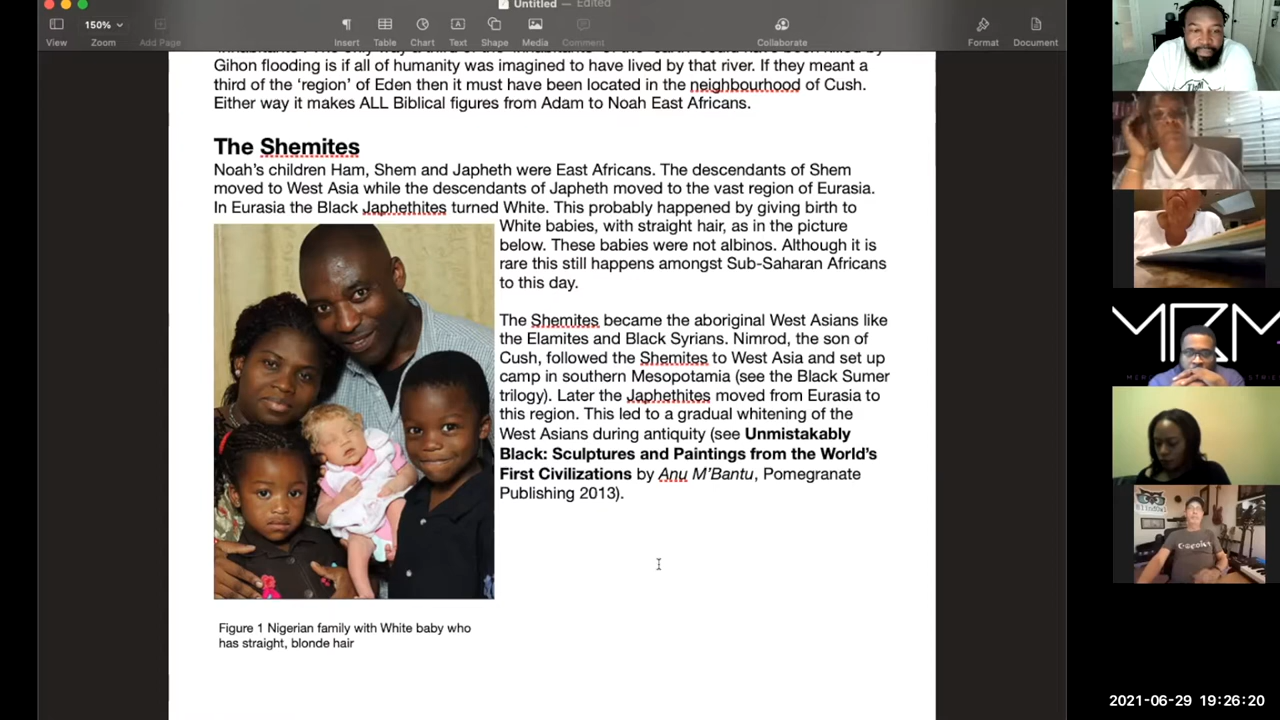 Untitled — Edited
150%
View
Zoom
Add Page
Insert
Table
Chart
Text
Shape
Media
Comment
Collaborate
Format
Document
Gihon flooding is if all of humanity was imagined to have lived by that river. If they meant a
third of the ‘region’ of Eden then it must have been located in the neighbourhood of Cush.
Either way it makes ALL Biblical figures from Adam to Noah East Africans.
The Shemites
Noah’s children Ham, Shem and Japheth were East Africans. The descendants of Shem
moved to West Asia while the descendants of Japheth moved to the vast region of Eurasia.
In Eurasia the Black Japhethites turned White. This probably happened by giving birth to
White babies, with straight hair, as in the picture
below. These babies were not albinos. Although it is
rare this still happens amongst Sub-Saharan Africans
to this day.
The Shemites became the aboriginal West Asians like
the Elamites and Black Syrians. Nimrod, the son of
Cush, followed the Shemites to West Asia and set up
camp in southern Mesopotamia (see the Black Sumer
trilogy). Later the Japhethites moved from Eurasia to
this region. This led to a gradual whitening of the
West Asians during antiquity (see Unmistakably
Black: Sculptures and Paintings from the World’s
First Civilizations by Anu M’Bantu, Pomegranate
Publishing 2013).
Figure 1 Nigerian family with White baby who
has straight, blonde hair
MRM
2021-06-29 19:26:20